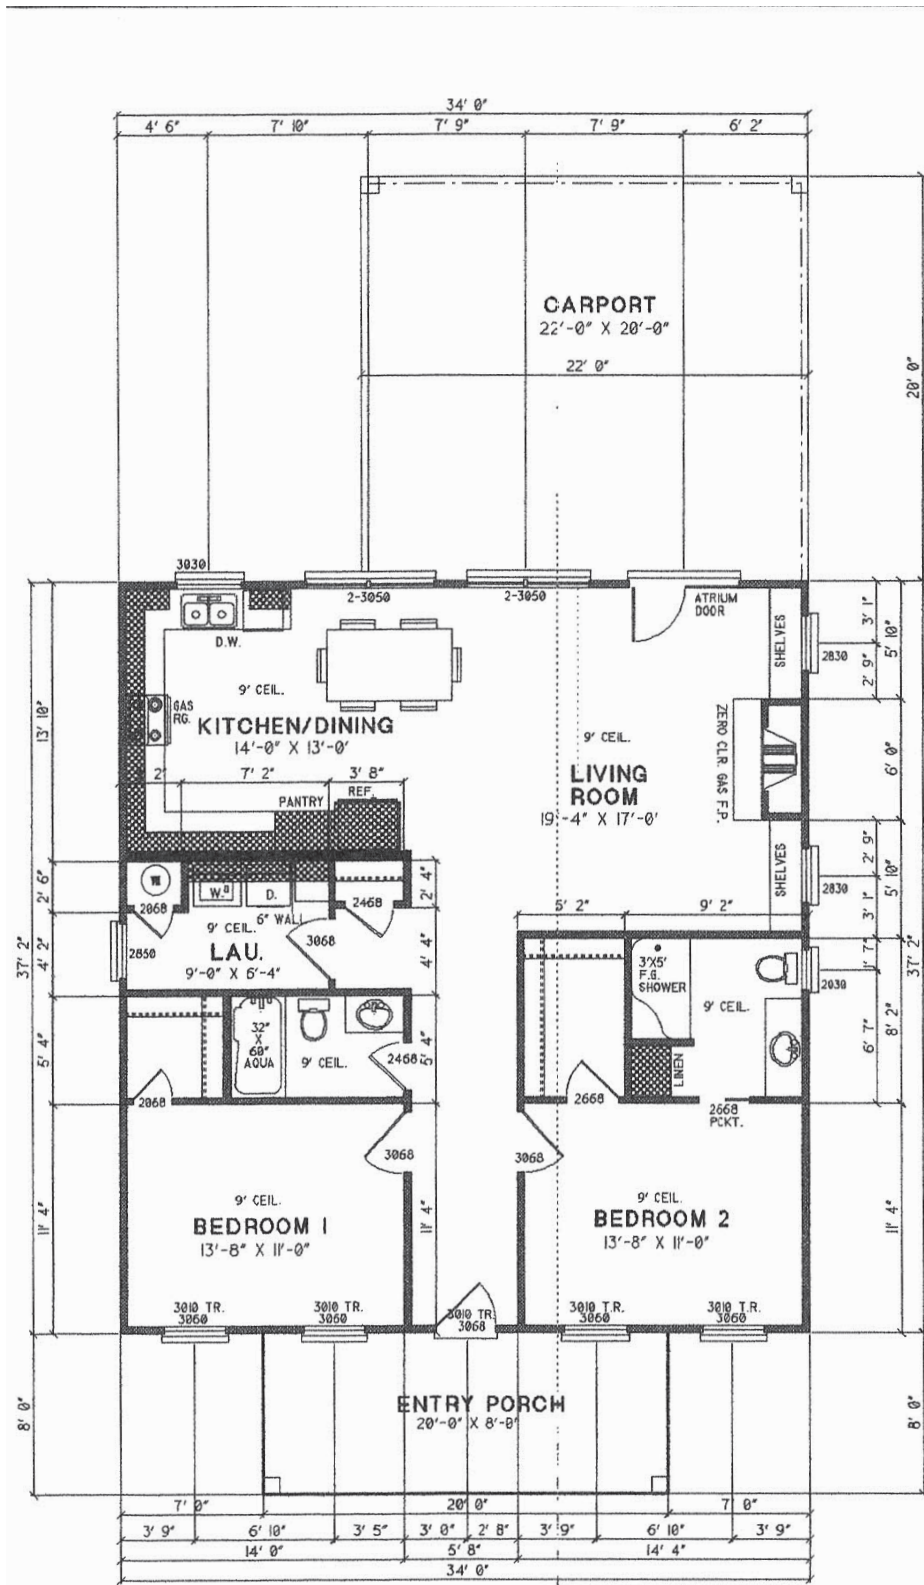 34' 0"
4' 6" 7' 10" 7' 9" 7' 9" 6' 2"
CARPORT
22'-0" X 20'-0"
22' 0"
20' 0"
3030
2-3050
2-3050
ATRIUM
DOOR
SHELVES
2830
3' 1"
5' 10"
2' 9"
D.W.
9' CEIL.
GAS
RG.
KITCHEN/DINING
14'-0" X 13'-0"
13' 10"
2" 7' 2" 3' 8"
PANTRY
REF.
9' CEIL.
LIVING
ROOM
19'-4" X 17'-0"
ZERO CLR. GAS F.P.
6' 0"
SHELVES
2830
2' 9"
5' 10"
3' 1"
37' 2"
37' 2"
2' 6"
2068
W.
D.
6" WALL
2468
2' 4"
9' CEIL.
3068
LAU.
9'-0" X 6'-4"
2850
4' 2"
4' 4"
5' 2" 9' 2"
3'X5'
F.G.
SHOWER
9' CEIL.
2030
1' 7"
8' 2"
6' 7"
5' 4"
32"
X
60"
AQUA
9' CEIL.
2468
5' 4"
LINEN
2068
2668
2668
PCKT.
3068
3068
9' CEIL.
BEDROOM 1
13'-8" X 11'-0"
9' CEIL.
BEDROOM 2
13'-8" X 11'-0"
11' 4"
11' 4"
11' 4"
3010 TR.
3060
3010 TR.
3060
3010 TR.
3068
3010 T.R.
3060
3010 T.R.
3060
ENTRY PORCH
20'-0" X 8'-0"
8' 0"
8' 0"
7' 0" 20' 0" 7' 0"
3' 9" 6' 10" 3' 5" 3' 0" 2' 8" 3' 9" 6' 10" 3' 9"
14' 0" 5' 8" 14' 4"
34' 0"